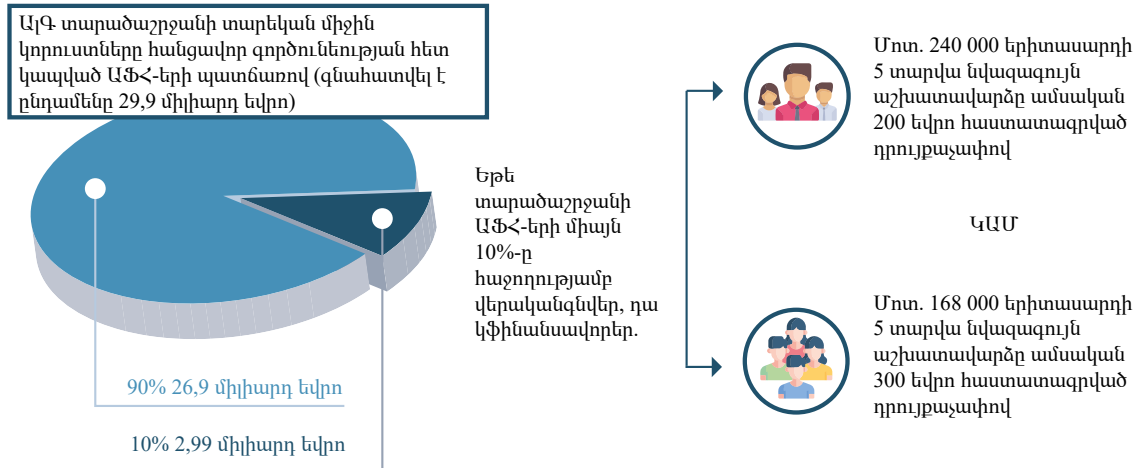 ԱլԳ տարածաշրջանի տարեկան միջին
կորուստները հանցավոր գործունեության հետ
կապված ԱՖՀ-երի պատճառով (գնահատվել է
ընդամենը 29,9 միլիարդ եվրո)
90% 26,9 միլիարդ եվրո
10% 2,99 միլիարդ եվրո
Եթե
տարածաշրջանի
ԱՖՀ-երի միայն
10%-ը
հաջողությամբ
վերականգնվեր, դա
կֆինանսավորեր.
Մոտ. 240 000 երիտասարդի
5 տարվա նվազագույն
աշխատավարձը ամսական
200 եվրո հաստատագրված
դրույքաչափով
ԿԱՄ
Մոտ. 168 000 երիտասարդի
5 տարվա նվազագույն
աշխատավարձը ամսական
300 եվրո հաստատագրված
դրույքաչափով